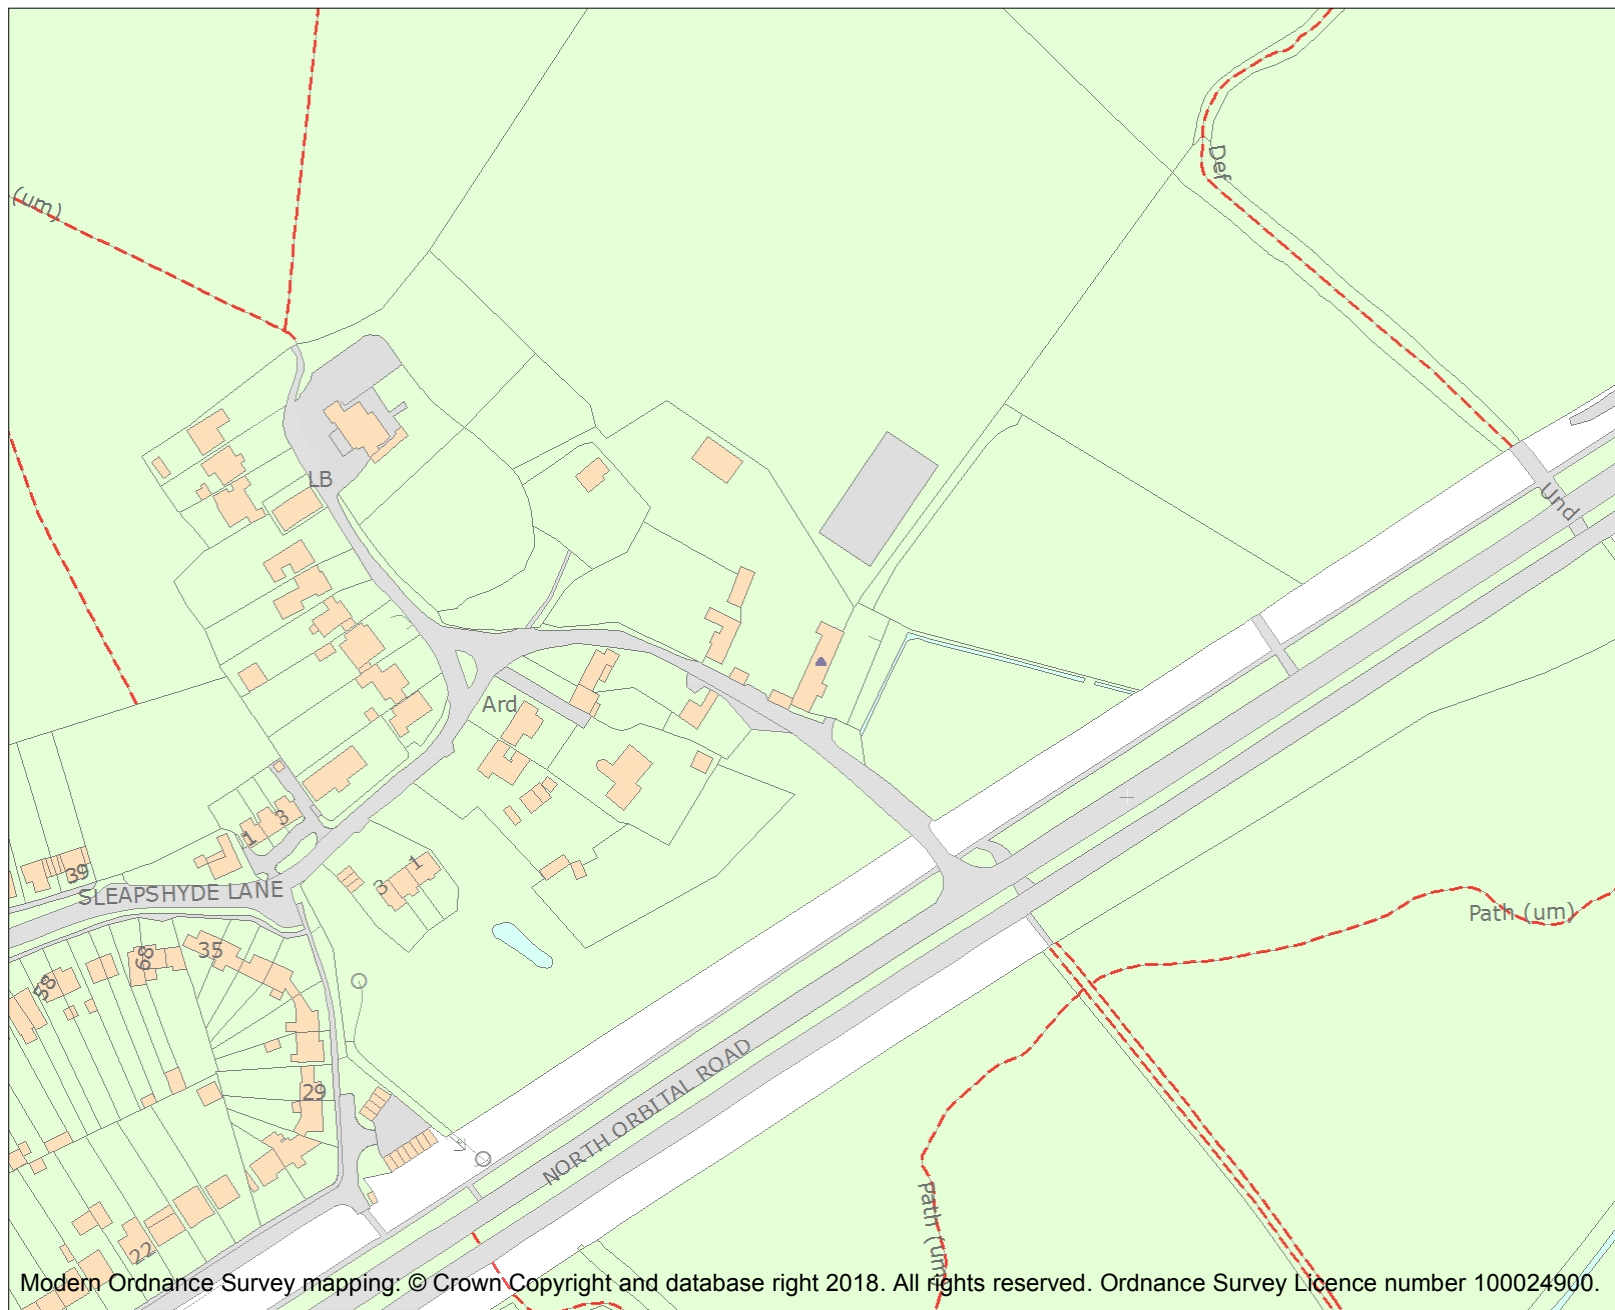 Def
(um)
LB
Und
Ard
3
1
39
1
3
SLEAPSHYDE LANE
Path (um)
35
68
58
NORTH ORBITAL ROAD
29
Path (um)
22
Modern Ordnance Survey mapping: © Crown Copyright and database right 2018. All rights reserved. Ordnance Survey Licence number 100024900.